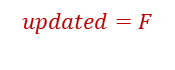 updated = F